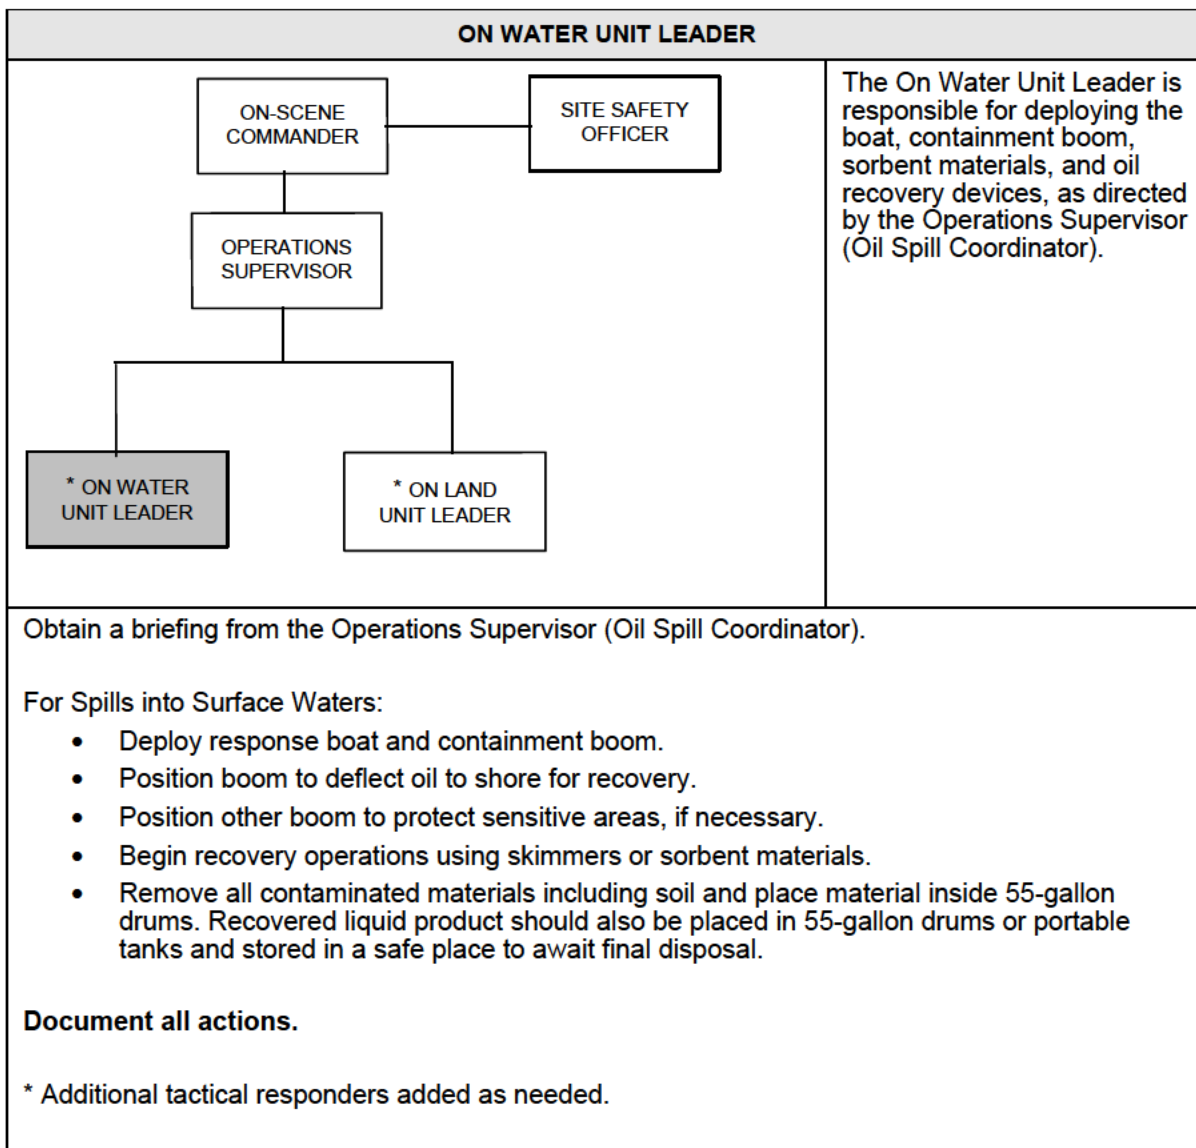 ON WATER UNIT LEADER
ON-SCENE
COMMANDER
SITE SAFETY
OFFICER
OPERATIONS
SUPERVISOR
* ON WATER
UNIT LEADER
* ON LAND
UNIT LEADER
The On Water Unit Leader is
responsible for deploying the
boat, containment boom,
sorbent materials, and oil
recovery devices, as directed
by the Operations Supervisor
(Oil Spill Coordinator).
Obtain a briefing from the Operations Supervisor (Oil Spill Coordinator).
For Spills into Surface Waters:
• Deploy response boat and containment boom.
• Position boom to deflect oil to shore for recovery.
• Position other boom to protect sensitive areas, if necessary.
• Begin recovery operations using skimmers or sorbent materials.
• Remove all contaminated materials including soil and place material inside 55-gallon
drums. Recovered liquid product should also be placed in 55-gallon drums or portable
tanks and stored in a safe place to await final disposal.
Document all actions.
* Additional tactical responders added as needed.